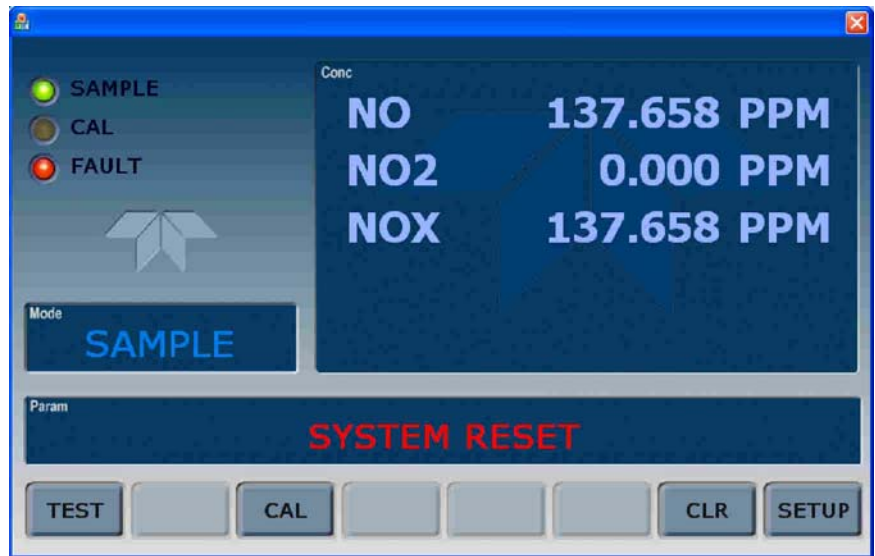 SAMPLE
CAL
FAULT
Conc
NO 137.658 PPM
NO2 0.000 PPM
NOX 137.658 PPM
Mode
SAMPLE
Param
SYSTEM RESET
TEST CAL CLR SETUP